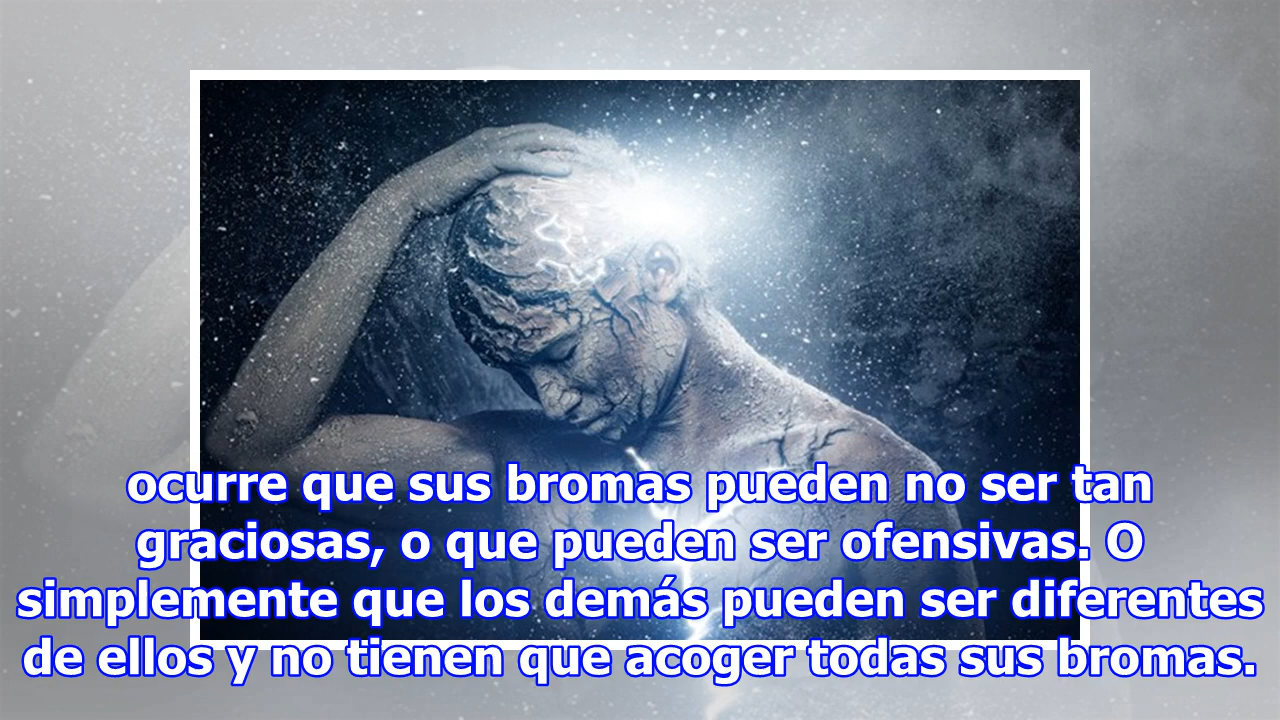 ocurre que sus bromas pueden no ser tan
graciosas, o que pueden ser ofensivas. O
simplemente que los demás pueden ser diferentes
de ellos y no tienen que acoger todas sus bromas.